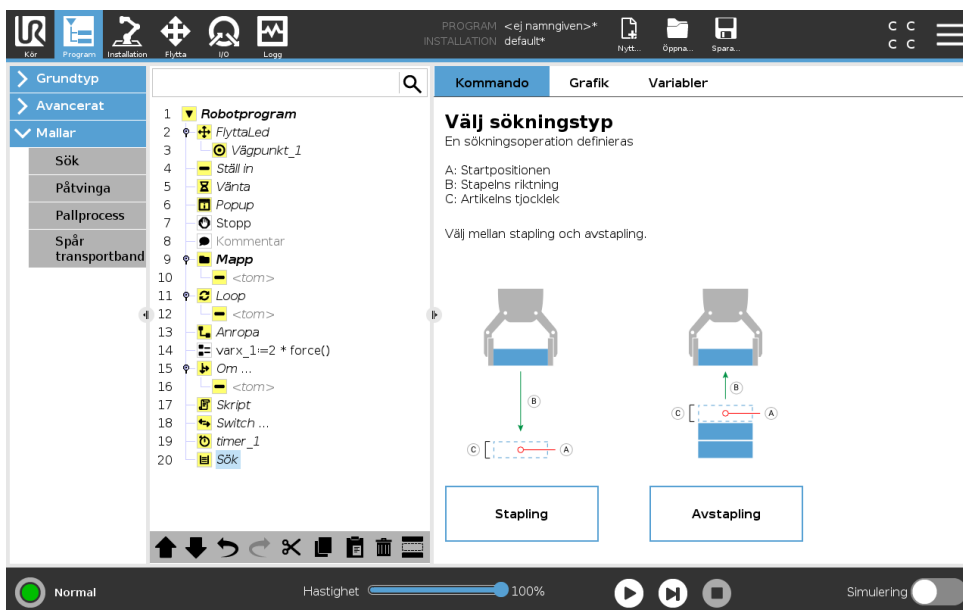 UR
PROGRAM <ej namngiven>*
INSTALLATION default*
Kör
Program
Installation
Flytta
I/O
Logg
Nytt...
Öppna...
Spara...
C C
C C
Grundtyp
Avancerat
Mallar
Sök
Påtvinga
Pallprocess
Spår
transportband
1 Robotprogram
2 FlyttaLed
3 Vägpunkt_1
4 Ställ in
5 Vänta
6 Popup
7 Stopp
8 Kommentar
9 Mapp
10 <tom>
11 Loop
12 <tom>
13 Anropa
14 varx_1:=2 * force()
15 Om ...
16 <tom>
17 Skript
18 Switch ...
19 timer_1
20 Sök
Kommando
Grafik
Variabler
Välj sökningstyp
En sökningsoperation definieras
A: Startpositionen
B: Stapelns riktning
C: Artikelns tjocklek
Välj mellan stapling och avstapling.
B
C
A
B
C
A
Stapling
Avstapling
Normal
Hastighet
100%
Simulering